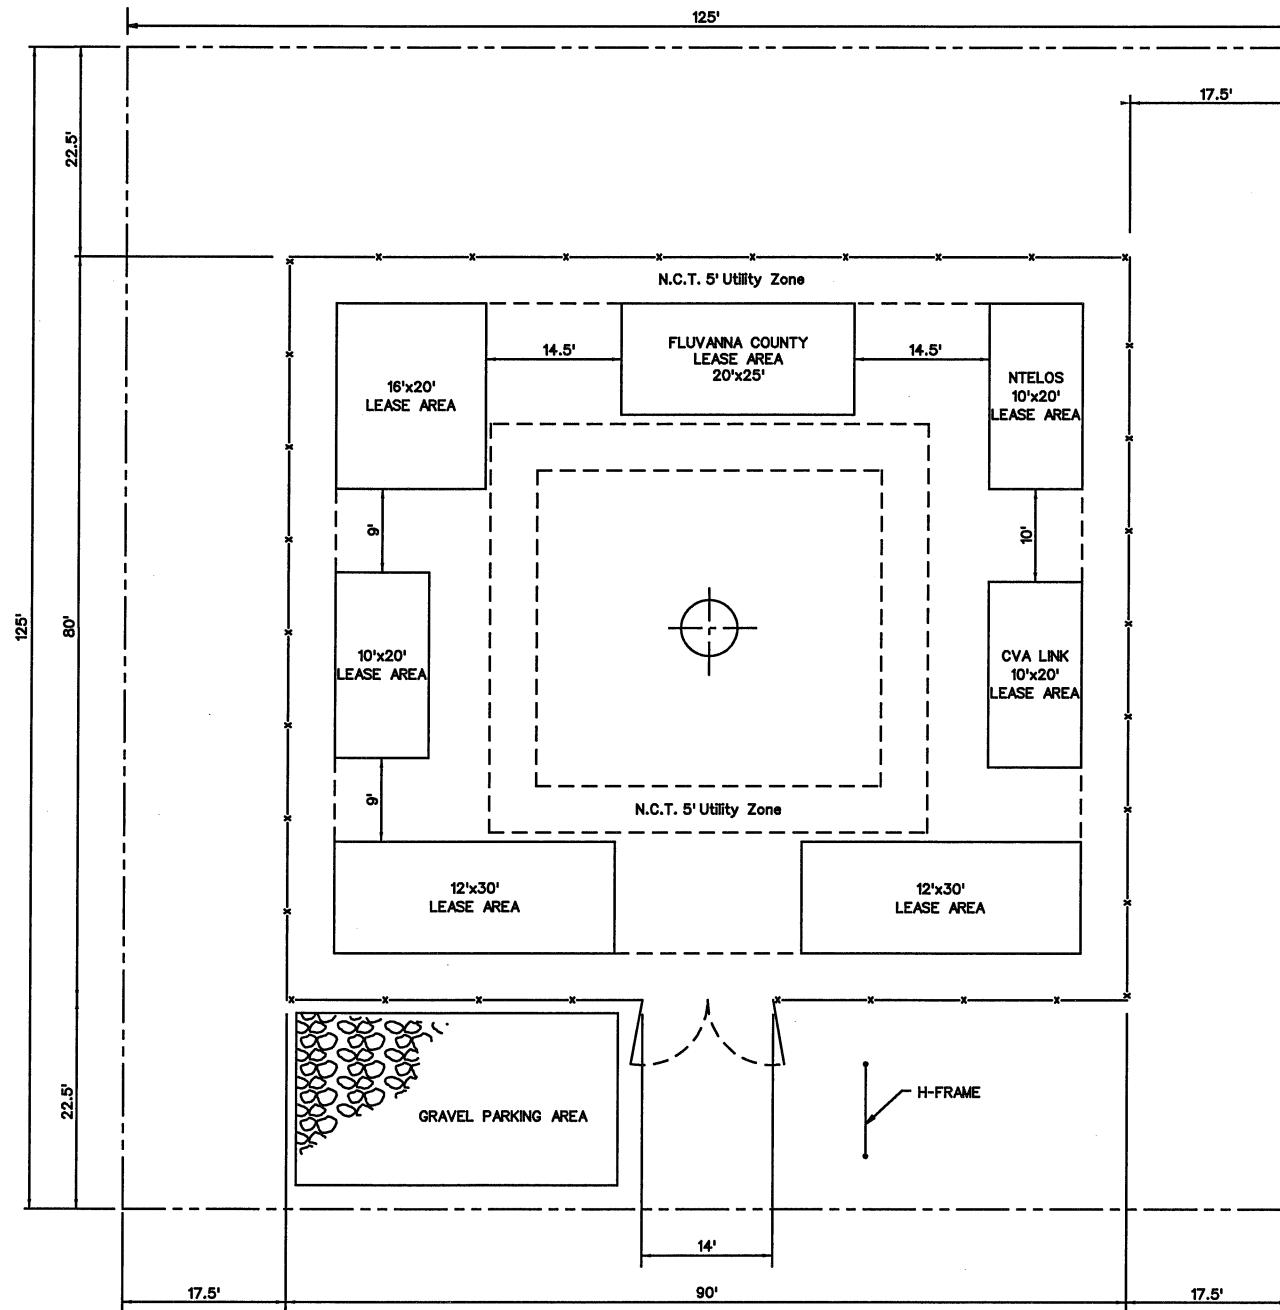 125'
17.5'
22.5'
N.C.T. 5' Utility Zone
14.5'
FLUVANNA COUNTY
LEASE AREA
20'x25'
14.5'
16'x20'
LEASE AREA
NTELOS
10'x20'
LEASE AREA
9'
10'
125'
80'
10'x20'
LEASE AREA
CVA LINK
10'x20'
LEASE AREA
9'
N.C.T. 5' Utility Zone
12'x30'
LEASE AREA
12'x30'
LEASE AREA
22.5'
GRAVEL PARKING AREA
H-FRAME
14'
17.5'
90'
17.5'